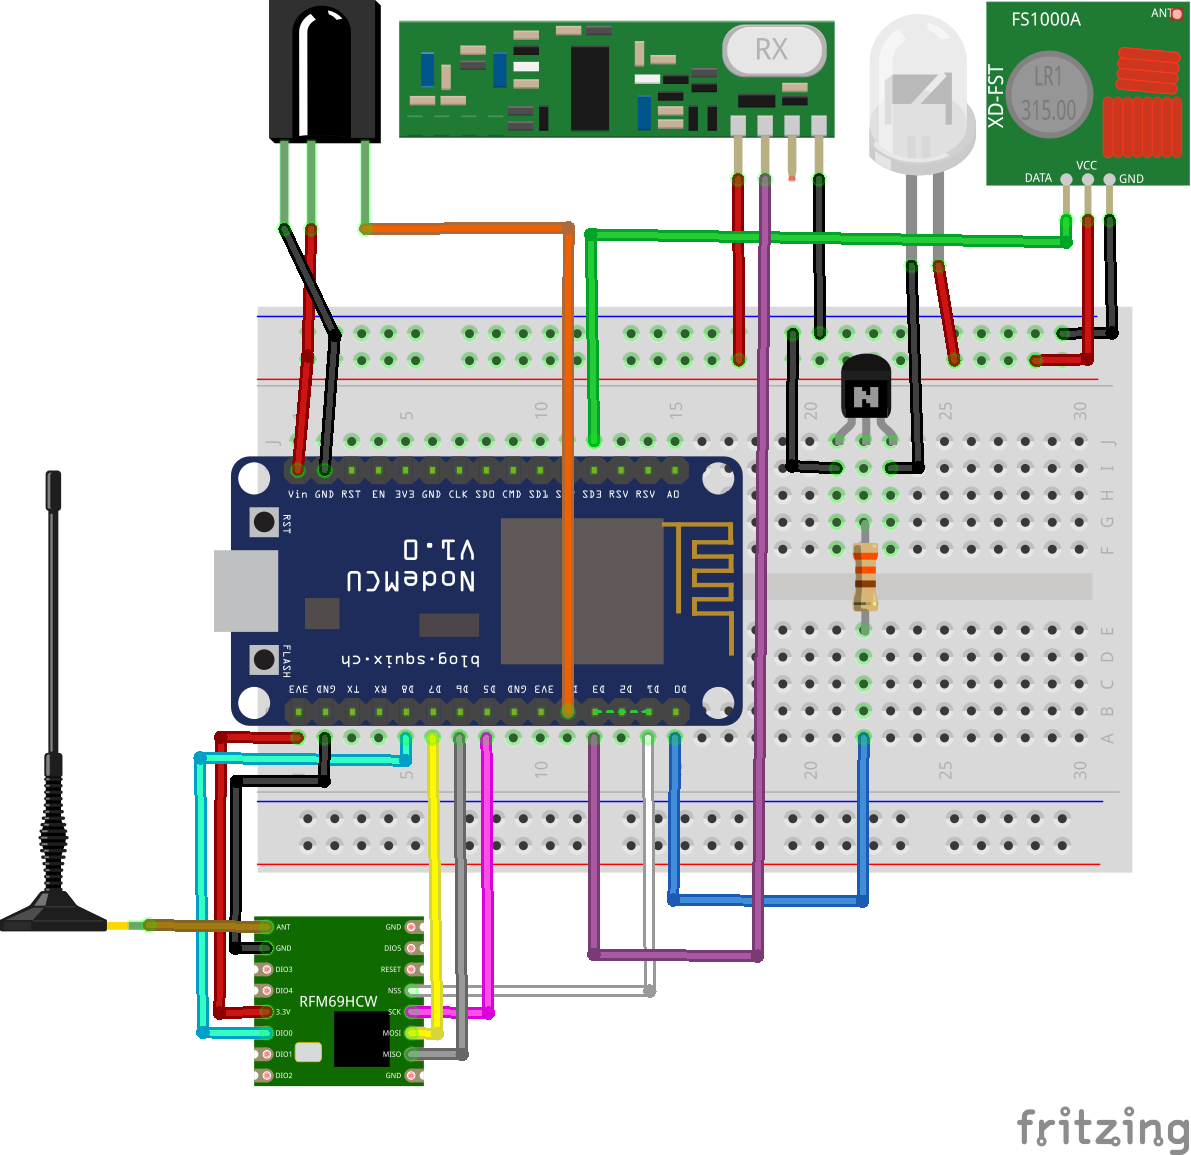 FS1000A
ANT
RX
XD-FST
LR1
315.00
VCC
DATA
GND
1 5 10 15 20 25 30
J J
I
H
G
F
Vin GND RST EN 3V3 GND CLK SD0 CMD SD1 SD3 RSV RSV A0
RST
NodeMCU
V1.0
FLASH
blog.squix.ch
3V3 GND TX RX D8 D7 D6 D5 GND 3V3 D3 D2 D1 D0
E
D
C
B
A
5 10 20 25 30
ANT GND
GND DIO5
DIO3 RESET
DIO4 NSS
RFM69HCW
3.3V SCK
DIO0 MOSI
DIO1 MISO
DIO2 GND
fritzing